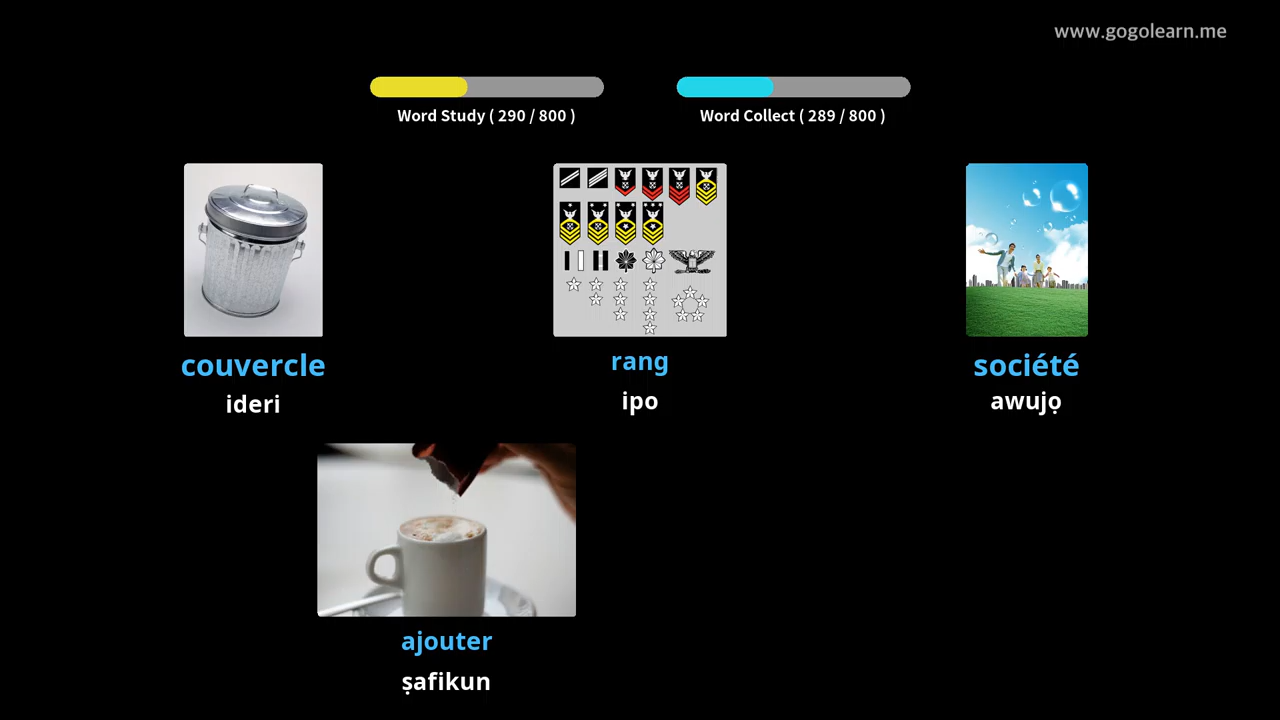 www.gogolearn.me
Word Study ( 290 / 800 )
Word Collect ( 289 / 800 )
couvercle
ideri
rang
ipo
société
awujọ
ajouter
ṣafikun